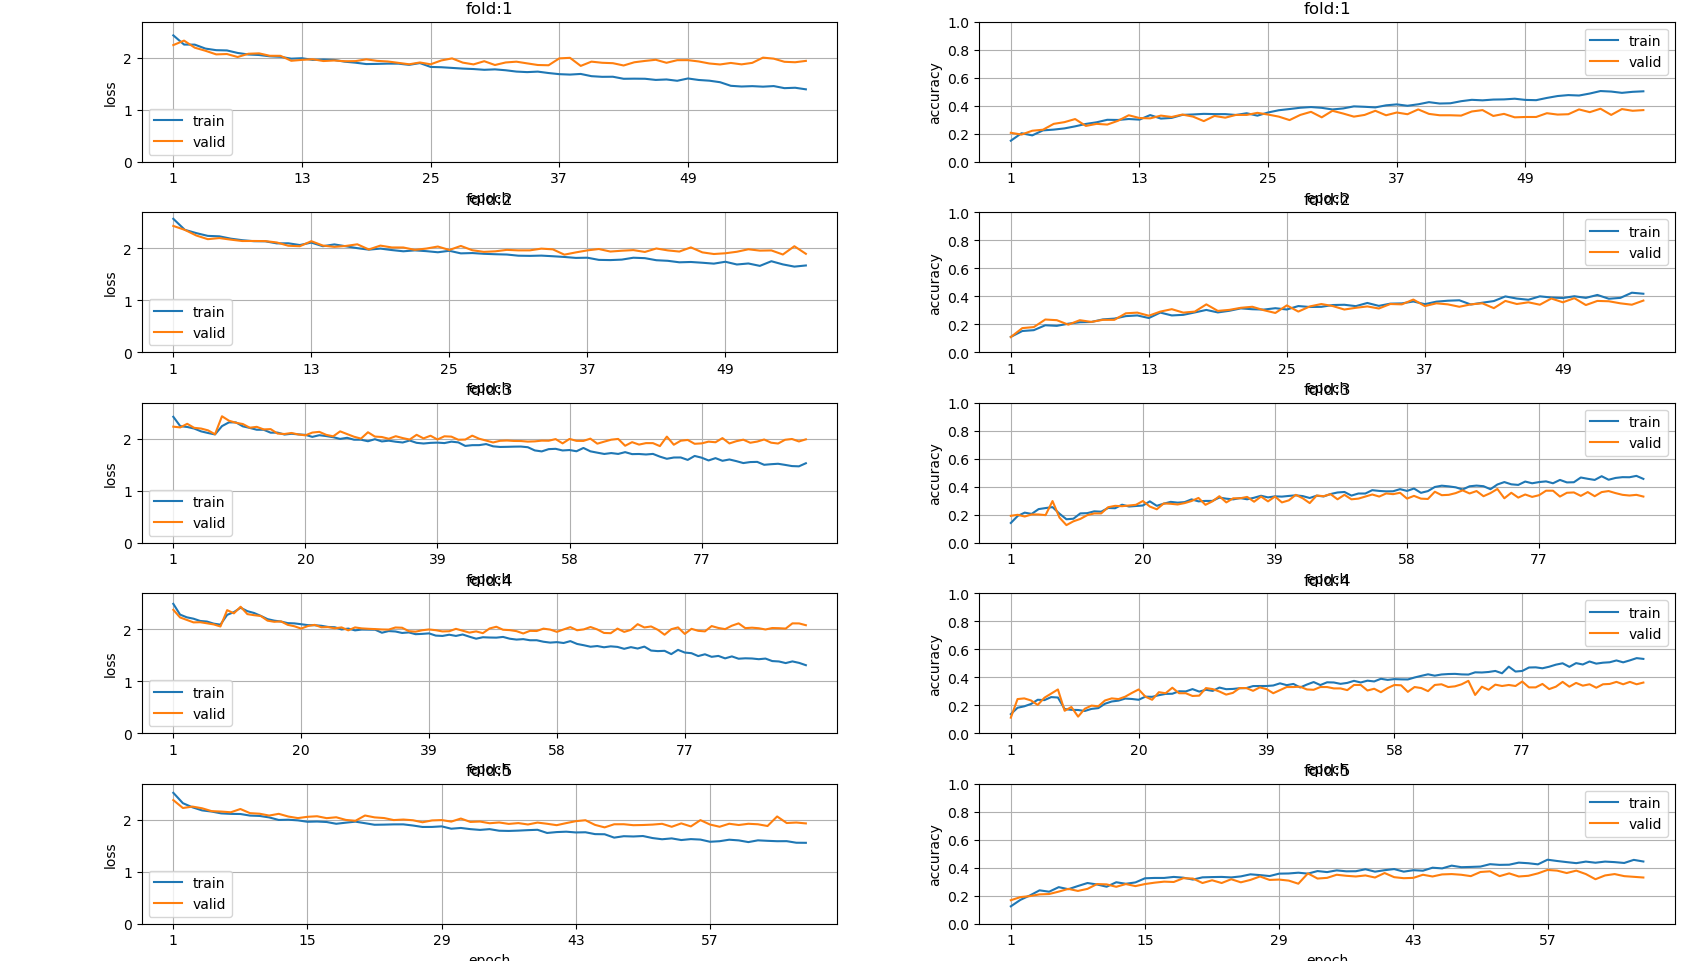 fold:1
loss
2
1
0
train
valid
1 13 25 37 49
epoch
fold:1
accuracy
1.0
0.8
0.6
0.4
0.2
0.0
train
valid
1 13 25 37 49
epoch
fold:2
loss
2
1
0
train
valid
1 13 25 37 49
epoch
fold:2
accuracy
1.0
0.8
0.6
0.4
0.2
0.0
train
valid
1 13 25 37 49
epoch
fold:3
loss
2
1
0
train
valid
1 20 39 58 77
epoch
fold:3
accuracy
1.0
0.8
0.6
0.4
0.2
0.0
train
valid
1 20 39 58 77
epoch
fold:4
loss
2
1
0
train
valid
1 20 39 58 77
epoch
fold:4
accuracy
1.0
0.8
0.6
0.4
0.2
0.0
train
valid
1 20 39 58 77
epoch
fold:5
loss
2
1
0
train
valid
1 15 29 43 57
epoch
fold:5
accuracy
1.0
0.8
0.6
0.4
0.2
0.0
train
valid
1 15 29 43 57
epoch